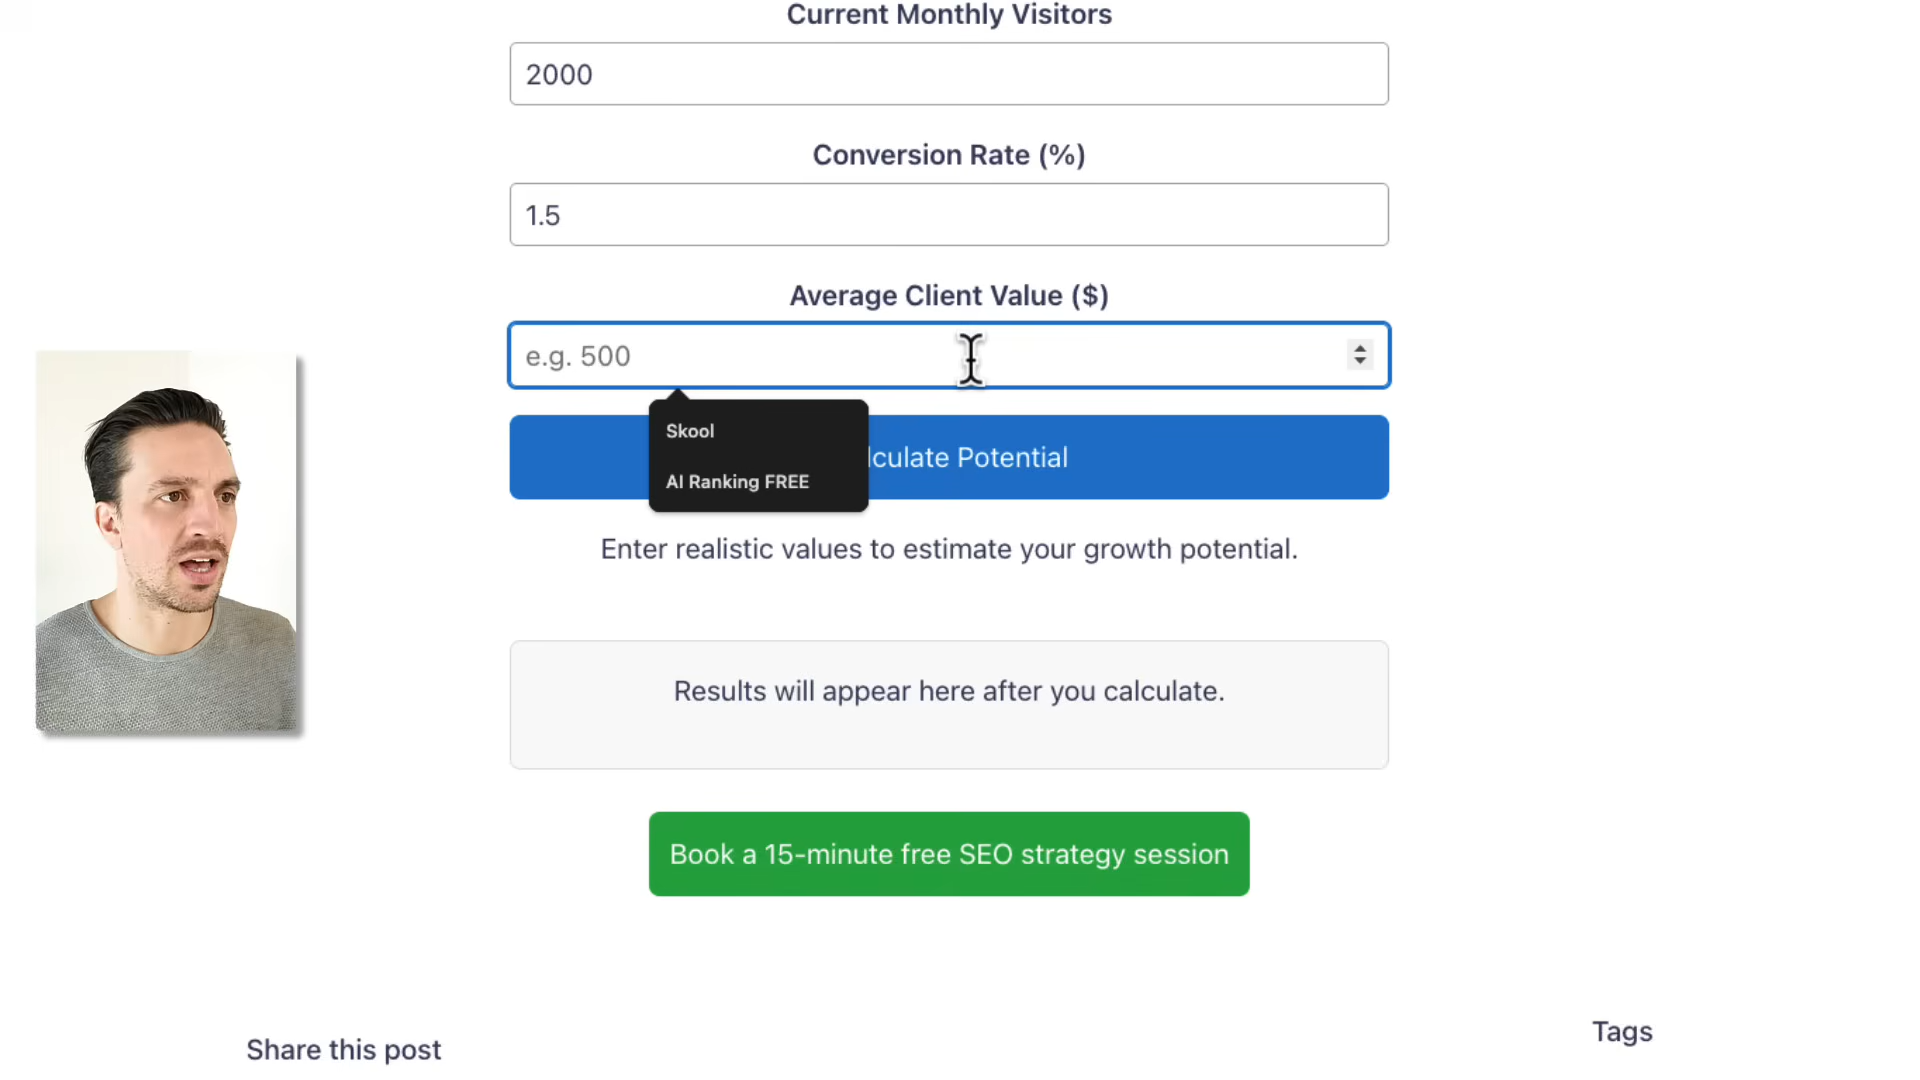 Current Monthly Visitors
2000
Conversion Rate (%)
1.5
Average Client Value ($)
e.g. 500
Skool
AI Ranking FREE
lculate Potential
Enter realistic values to estimate your growth potential.
Results will appear here after you calculate.
Book a 15-minute free SEO strategy session
Share this post
Tags